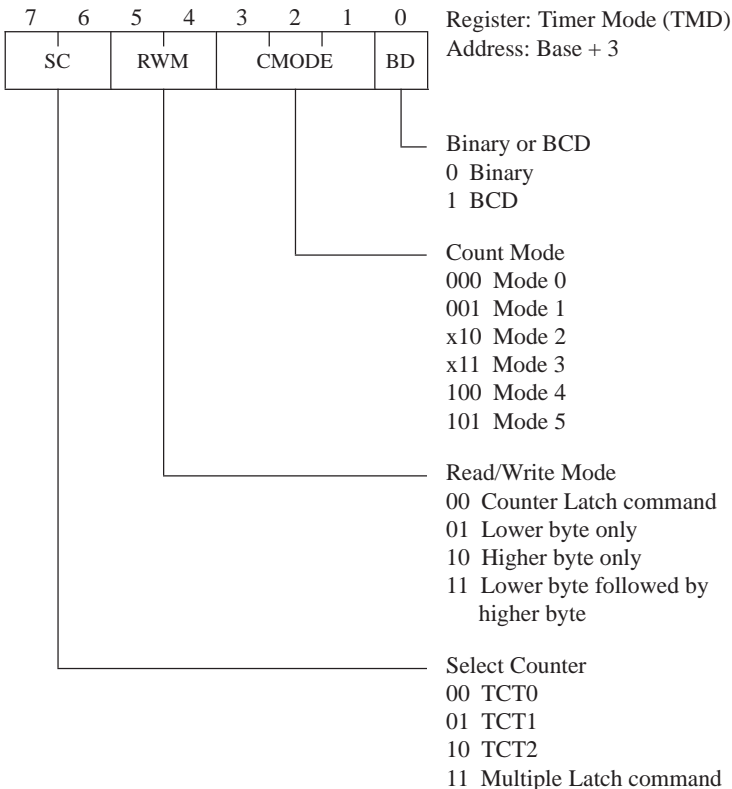 7 6 5 4 3 2 1 0
Register: Timer Mode (TMD)
Address: Base + 3
SC RWM CMODE BD
Binary or BCD
0 Binary
1 BCD
Count Mode
000 Mode 0
001 Mode 1
x10 Mode 2
x11 Mode 3
100 Mode 4
101 Mode 5
Read/Write Mode
00 Counter Latch command
01 Lower byte only
10 Higher byte only
11 Lower byte followed by
higher byte
Select Counter
00 TCT0
01 TCT1
10 TCT2
11 Multiple Latch command